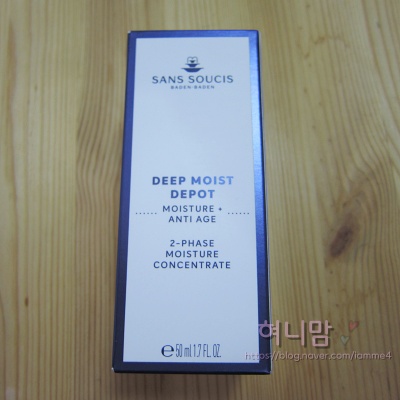 SANS SOUCIS
BADEN·BADEN
DEEP MOIST
DEPOT
...... MOISTURE + ......
ANTI AGE
2-PHASE
MOISTURE
CONCENTRATE
℮50 ml 1.7 FL. OZ.
혀니맘
https://blog.naver.com/iomme4